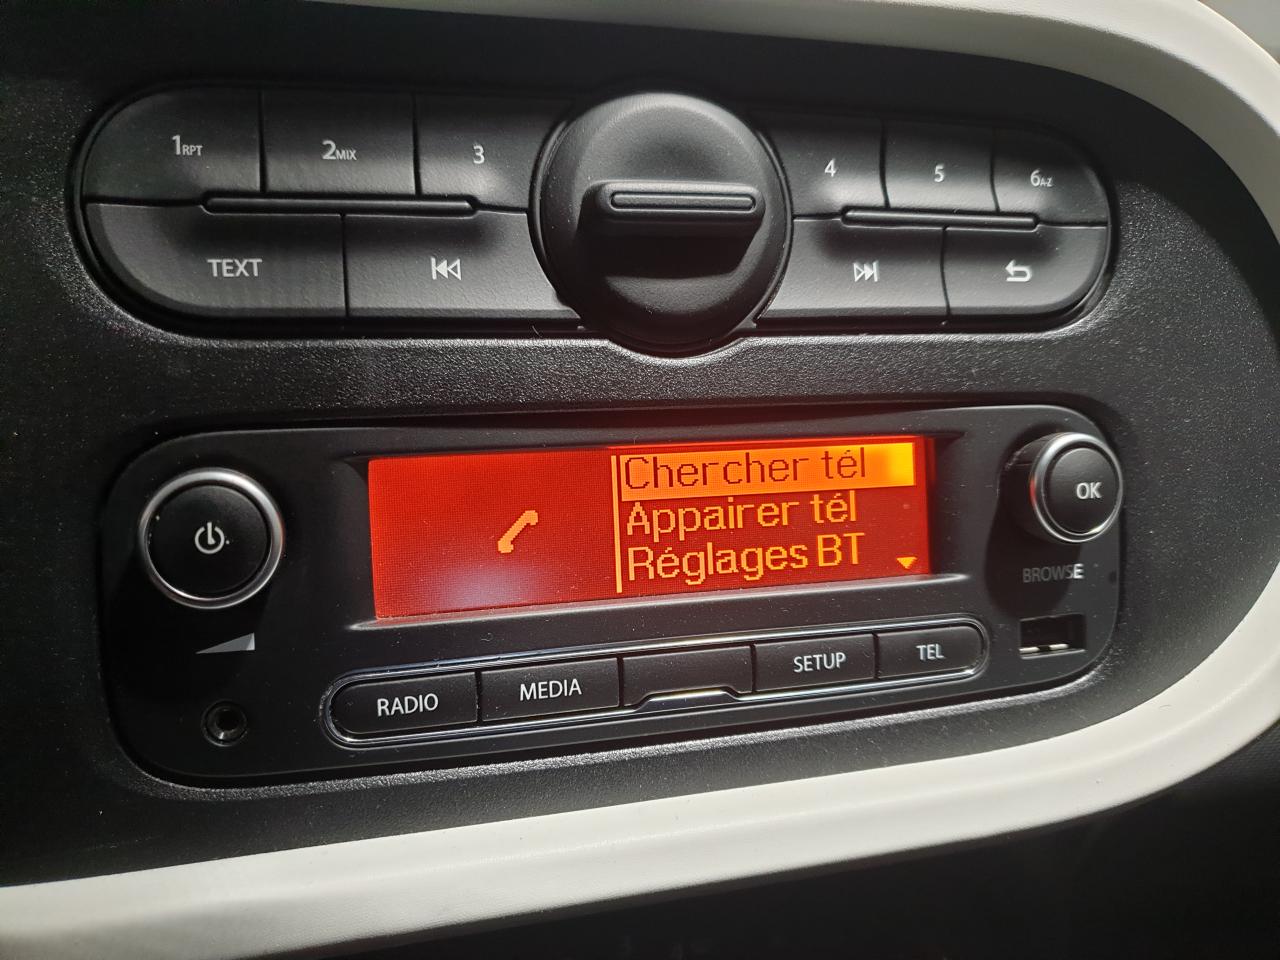 1RPT
2MIX
3
4
5
6A-Z
TEXT
Chercher tél
Appairer tél
Réglages BT
OK
BROWSE
RADIO
MEDIA
SETUP
TEL